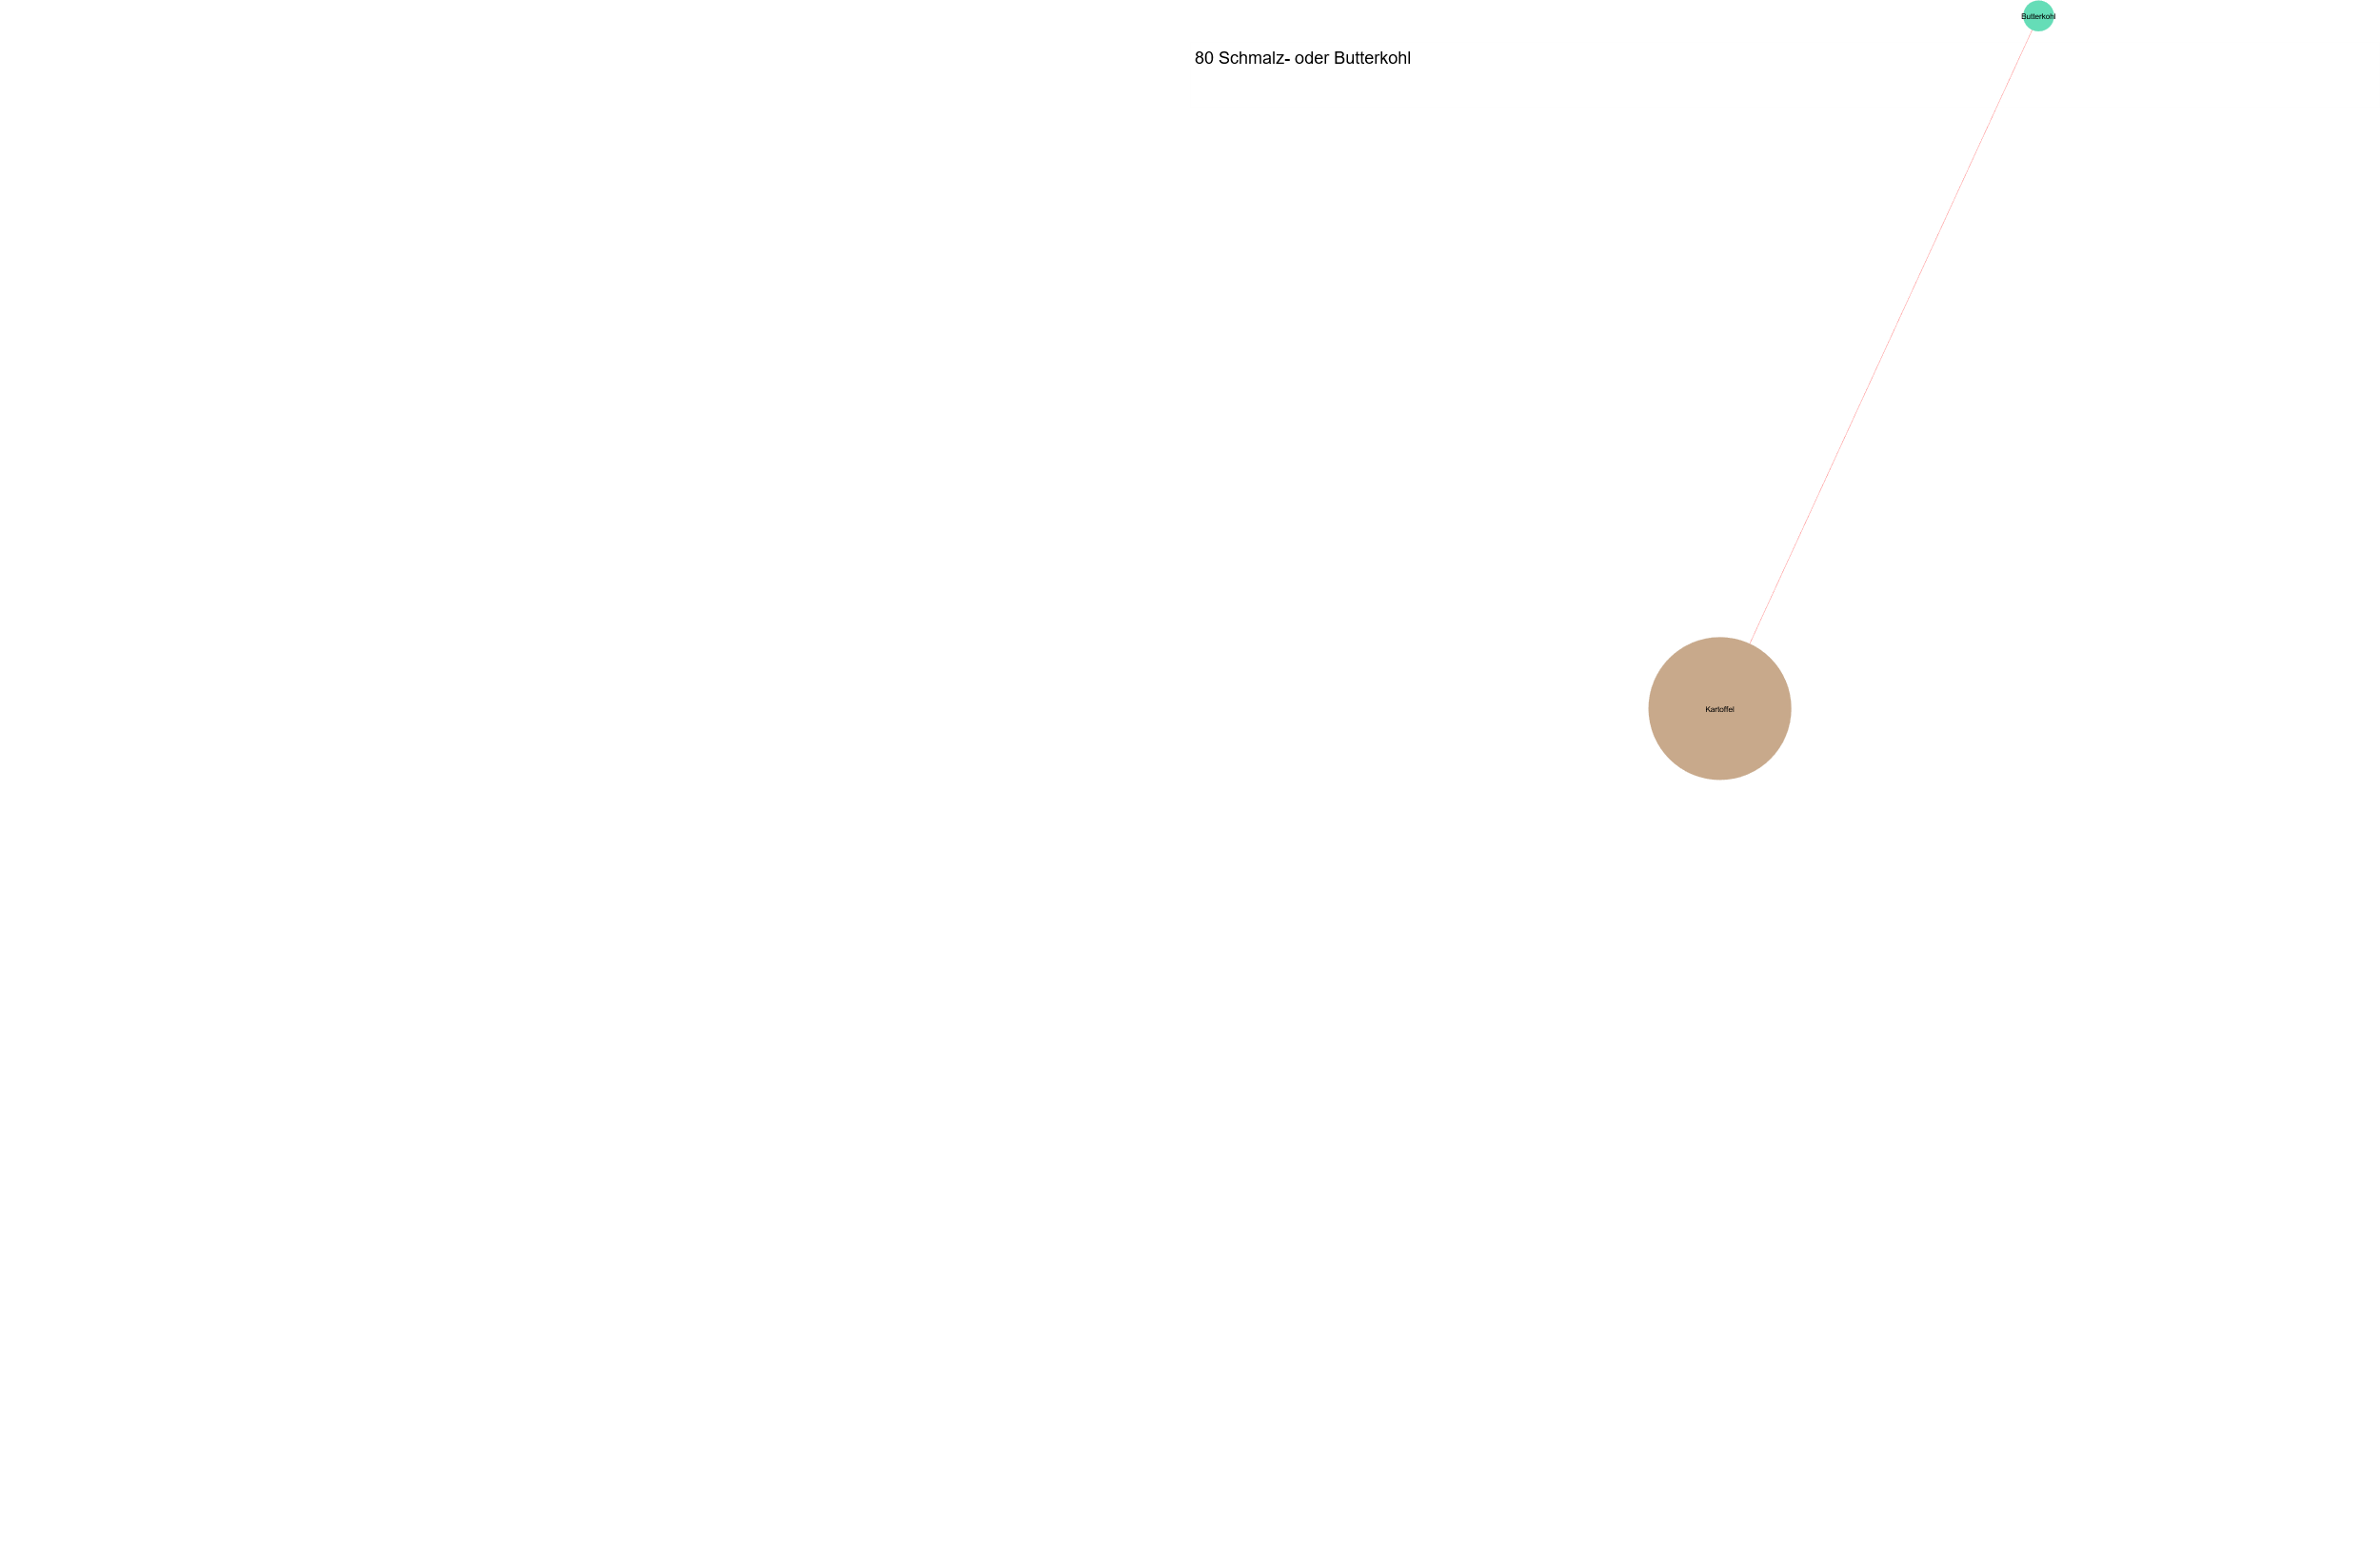 Butterkohl
80 Schmalz- oder Butterkohl
Kartoffel